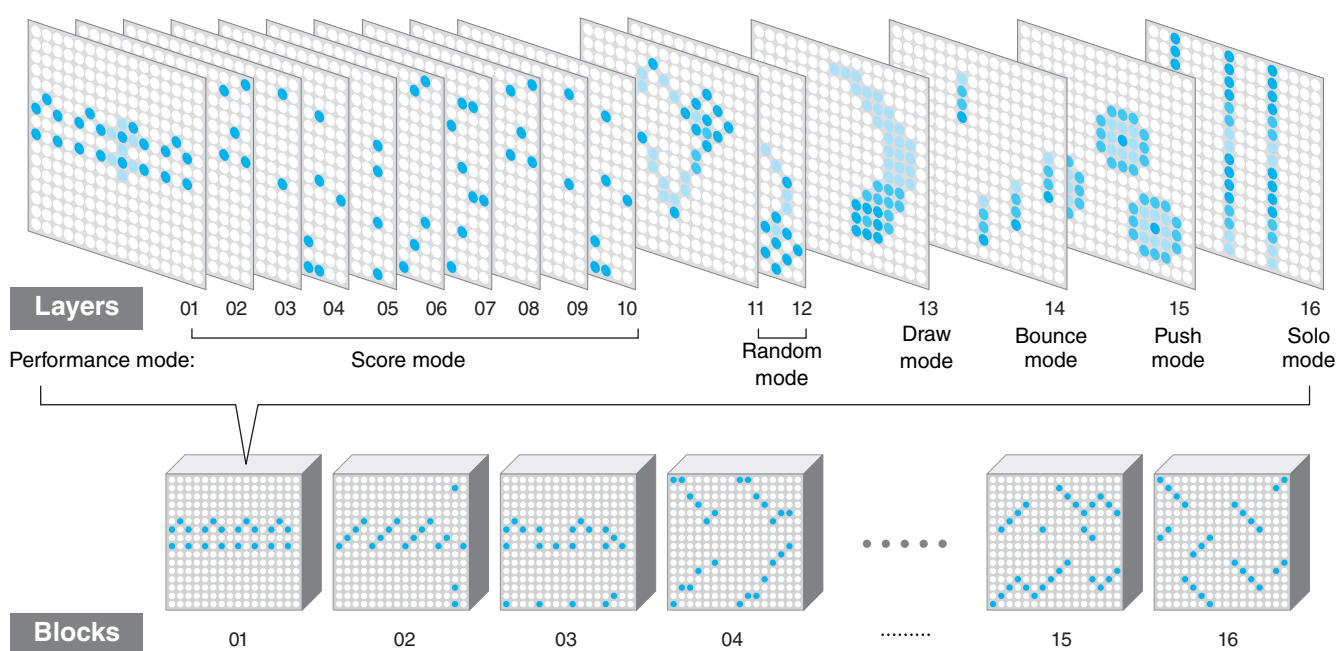 Layers 01 02 03 04 05 06 07 08 09 10 11 12 13 14 15 16
Performance mode: Score mode Random mode Draw mode Bounce mode Push mode Solo mode
Blocks 01 02 03 04 ......... 15 16